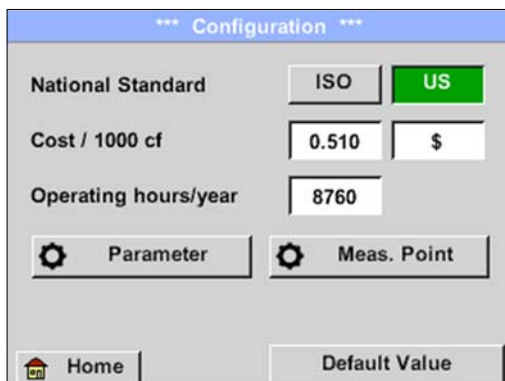 *** Configuration ***
National Standard ISO US
Cost / 1000 cf 0.510 $
Operating hours/year 8760
Parameter Meas. Point
Home Default Value